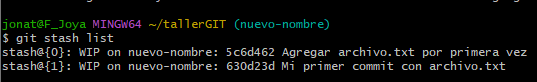 jonat@F_Joya MINGW64 ~/tallerGIT (nuevo-nombre)
$ git stash list
stash@{0}: WIP on nuevo-nombre: 5c6d462 Agregar archivo.txt por primera vez
stash@{1}: WIP on nuevo-nombre: 630d23d Mi primer commit con archivo.txt